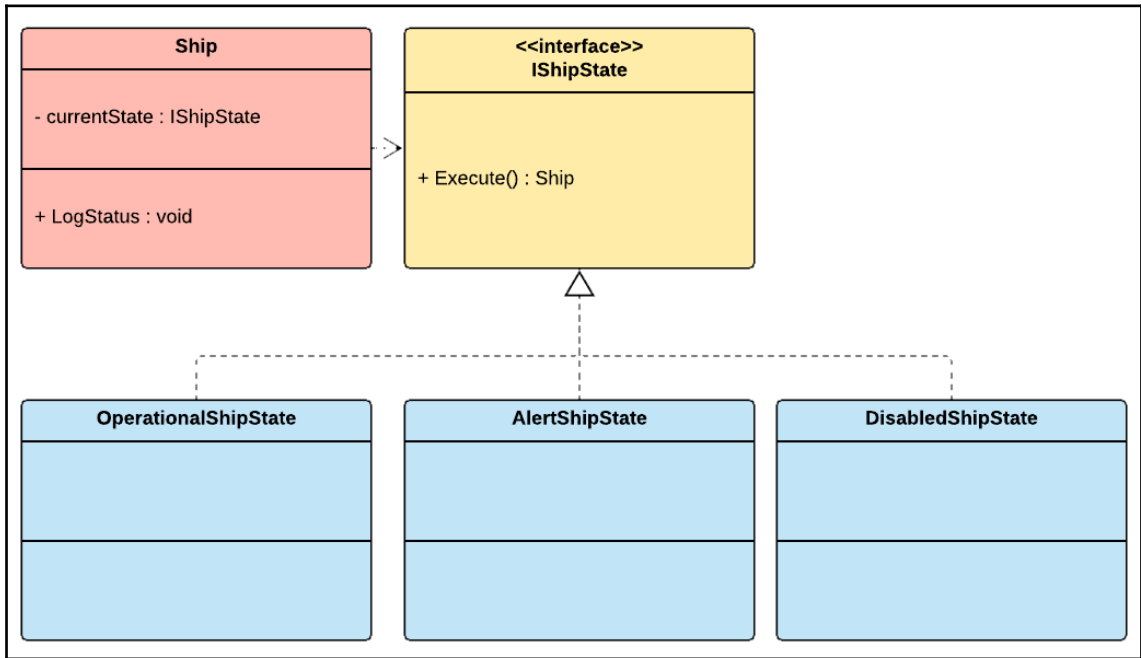 Ship
- currentState : IShipState
+ LogStatus : void
<<interface>>
IShipState
+ Execute() : Ship
OperationalShipState
AlertShipState
DisabledShipState